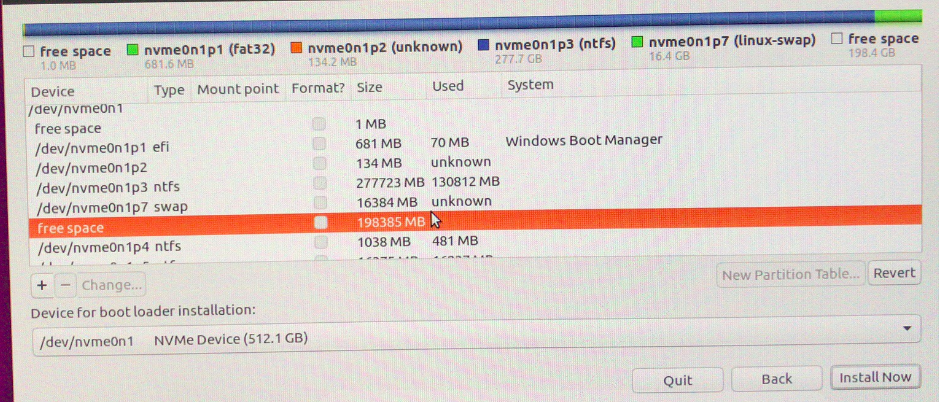 free space nvme0n1p1 (fat32) nvme0n1p2 (unknown) nvme0n1p3 (ntfs) nvme0n1p7 (linux-swap) free space
1.0 MB 681.6 MB 134.2 MB 277.7 GB 16.4 GB 198.4 GB
Device Type Mount point Format? Size Used System
/dev/nvme0n1
free space 1 MB
/dev/nvme0n1p1 efi 681 MB 70 MB Windows Boot Manager
/dev/nvme0n1p2 134 MB unknown
/dev/nvme0n1p3 ntfs 277723 MB 130812 MB
/dev/nvme0n1p7 swap 16384 MB unknown
free space 198385 MB
/dev/nvme0n1p4 ntfs 1038 MB 481 MB
+ − Change... New Partition Table... Revert
Device for boot loader installation:
/dev/nvme0n1 NVMe Device (512.1 GB)
Quit Back Install Now